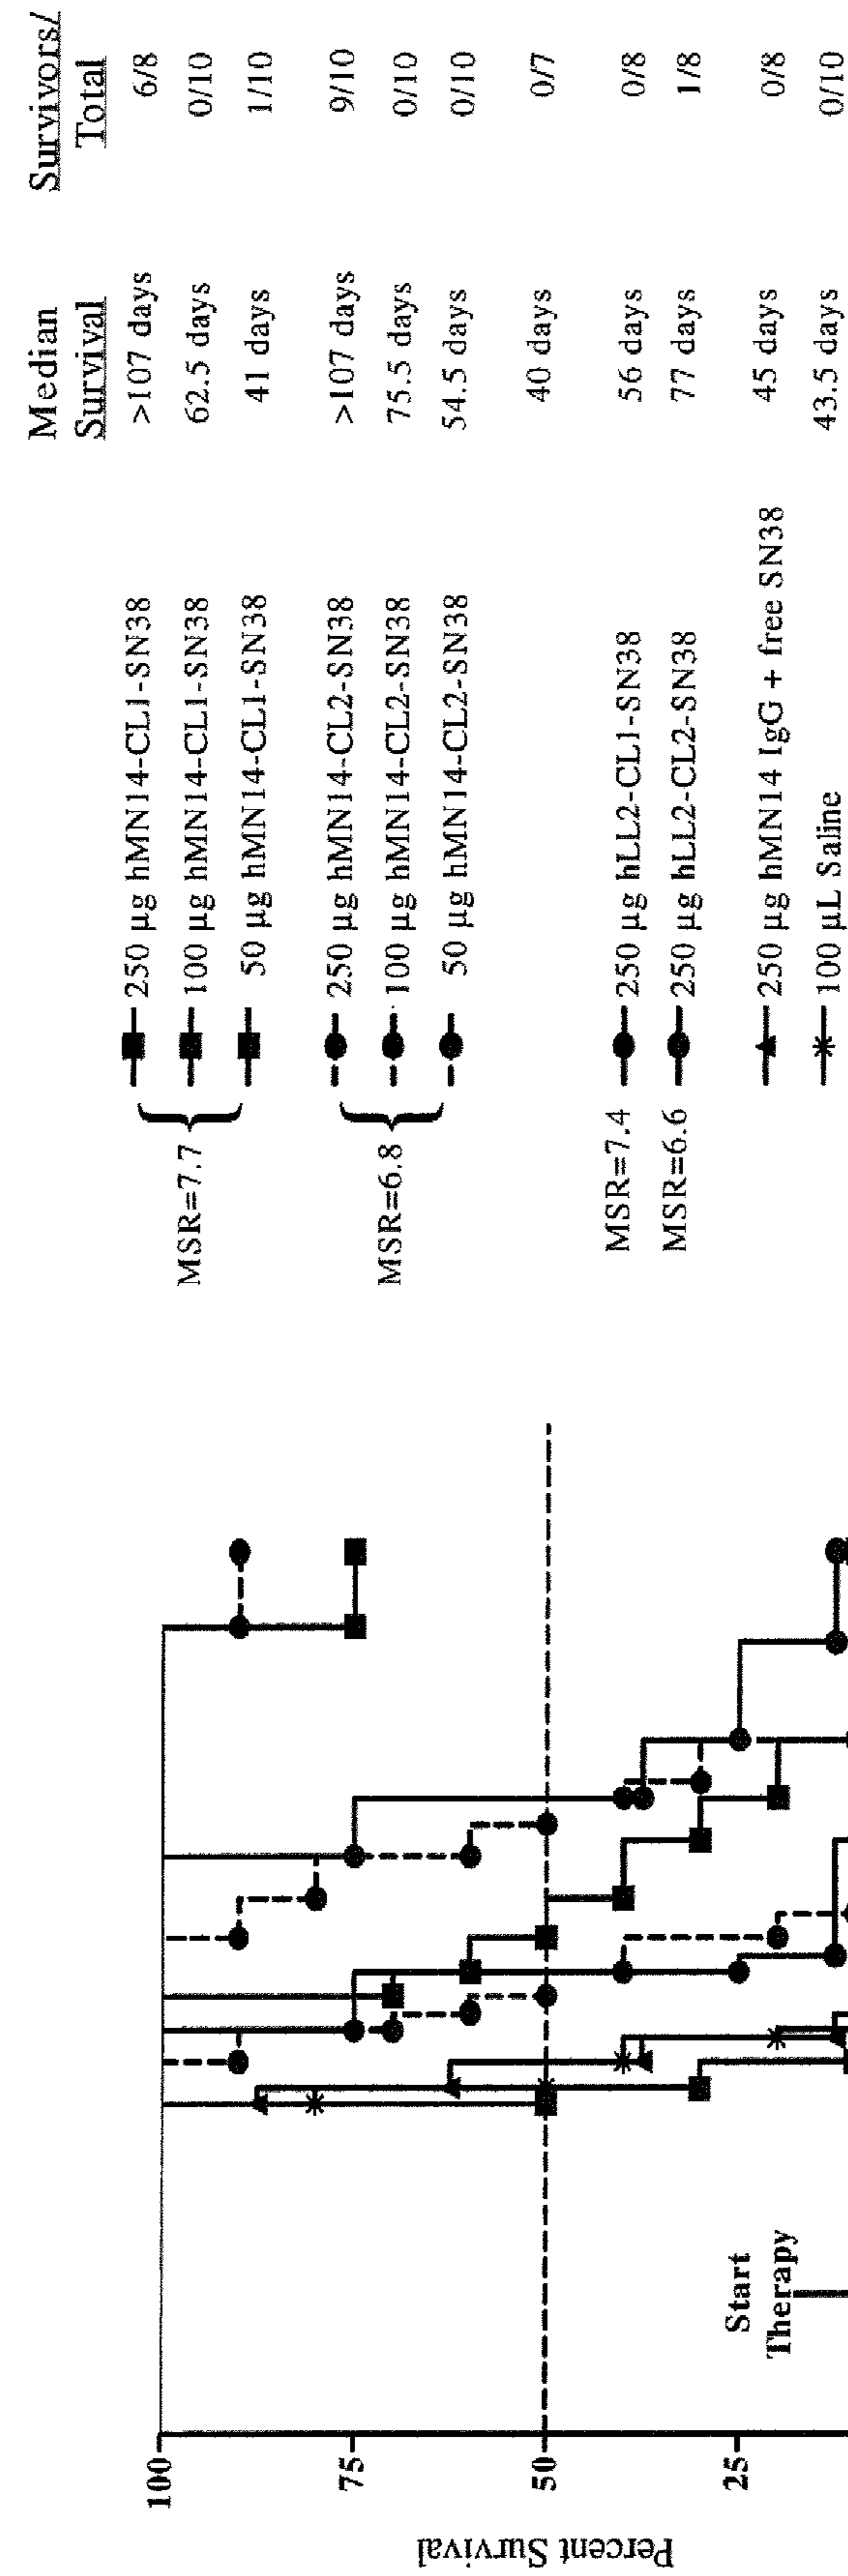 Median Survivors/
Survival Total
MSR=7.7
250 µg hMN14-CL1-SN38 >107 days 6/8
100 µg hMN14-CL1-SN38 62.5 days 0/10
50 µg hMN14-CL1-SN38 41 days 1/10
MSR=6.8
250 µg hMN14-CL2-SN38 >107 days 9/10
100 µg hMN14-CL2-SN38 75.5 days 0/10
50 µg hMN14-CL2-SN38 54.5 days 0/10
40 days 0/7
MSR=7.4 250 µg hLL2-CL1-SN38 56 days 0/8
MSR=6.6 250 µg hLL2-CL2-SN38 77 days 1/8
250 µg hMN14 IgG + free SN38 45 days 0/8
100 µL Saline 43.5 days 0/10
Percent Survival
100
75
50
25
Start
Therapy